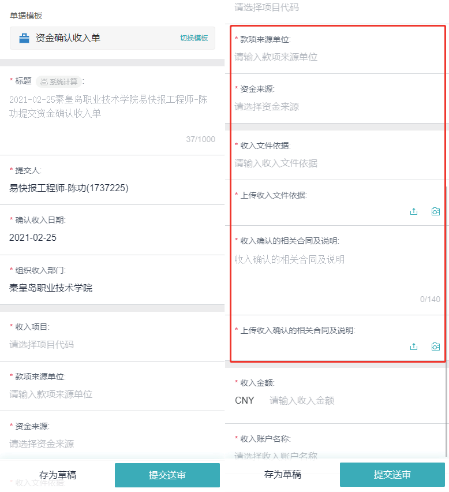 单据模板
资金确认收入单
切换模板
* 标题
系统计算
:
2021-02-25秦皇岛职业技术学院易快报工程师-陈
功提交资金确认收入单
37/1000
* 提交人:
易快报工程师-陈功(1737225)
* 确认收入日期:
2021-02-25
* 组织收入部门:
秦皇岛职业技术学院
* 收入项目:
请选择项目代码
* 款项来源单位:
请输入款项来源单位
* 资金来源:
请选择资金来源
存为草稿
提交送审
请选择项目代码
* 款项来源单位:
请输入款项来源单位
* 资金来源:
请选择资金来源
* 收入文件依据:
请输入收入文件依据
* 上传收入文件依据:
* 收入确认的相关合同及说明:
收入确认的相关合同及说明
0/140
* 上传收入确认的相关合同及说明:
* 收入金额:
CNY 请输入收入金额
* 收入账户名称:
请选择收入账户名称
存为草稿
提交送审